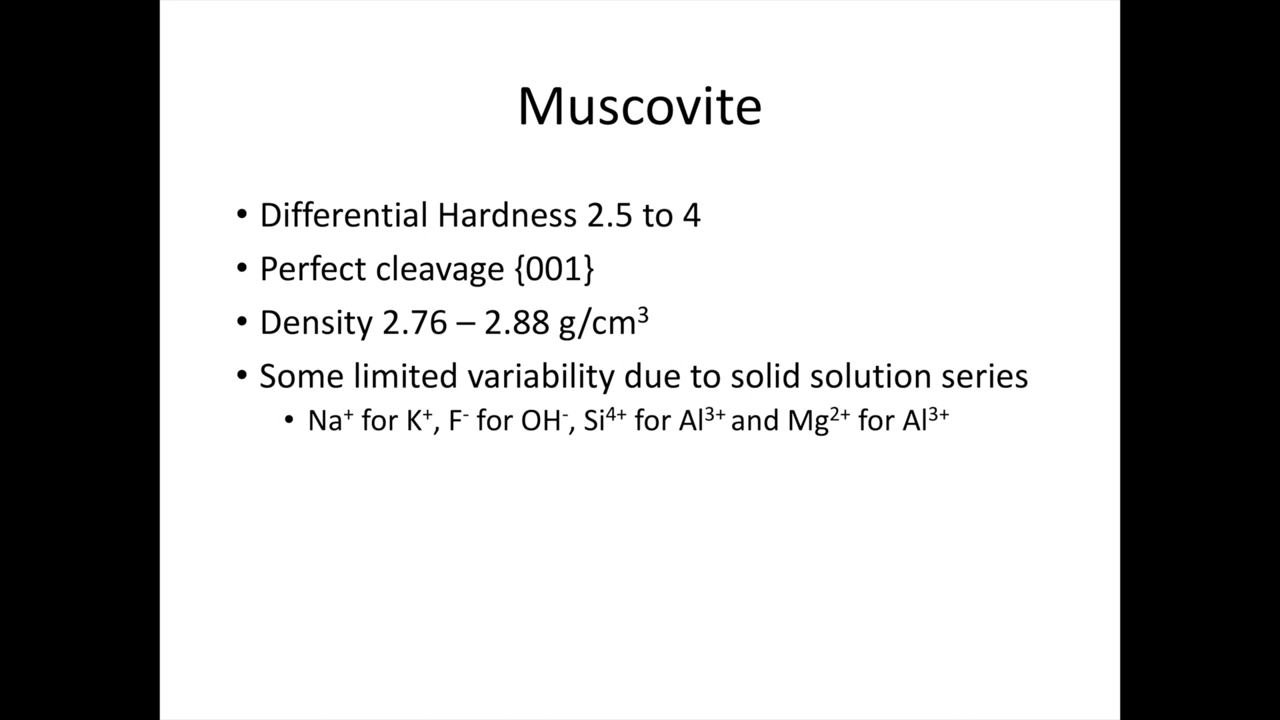 Muscovite
• Differential Hardness 2.5 to 4
• Perfect cleavage {001}
• Density 2.76 – 2.88 g/cm³
• Some limited variability due to solid solution series
• Na⁺ for K⁺, F⁻ for OH⁻, Si⁴⁺ for Al³⁺ and Mg²⁺ for Al³⁺